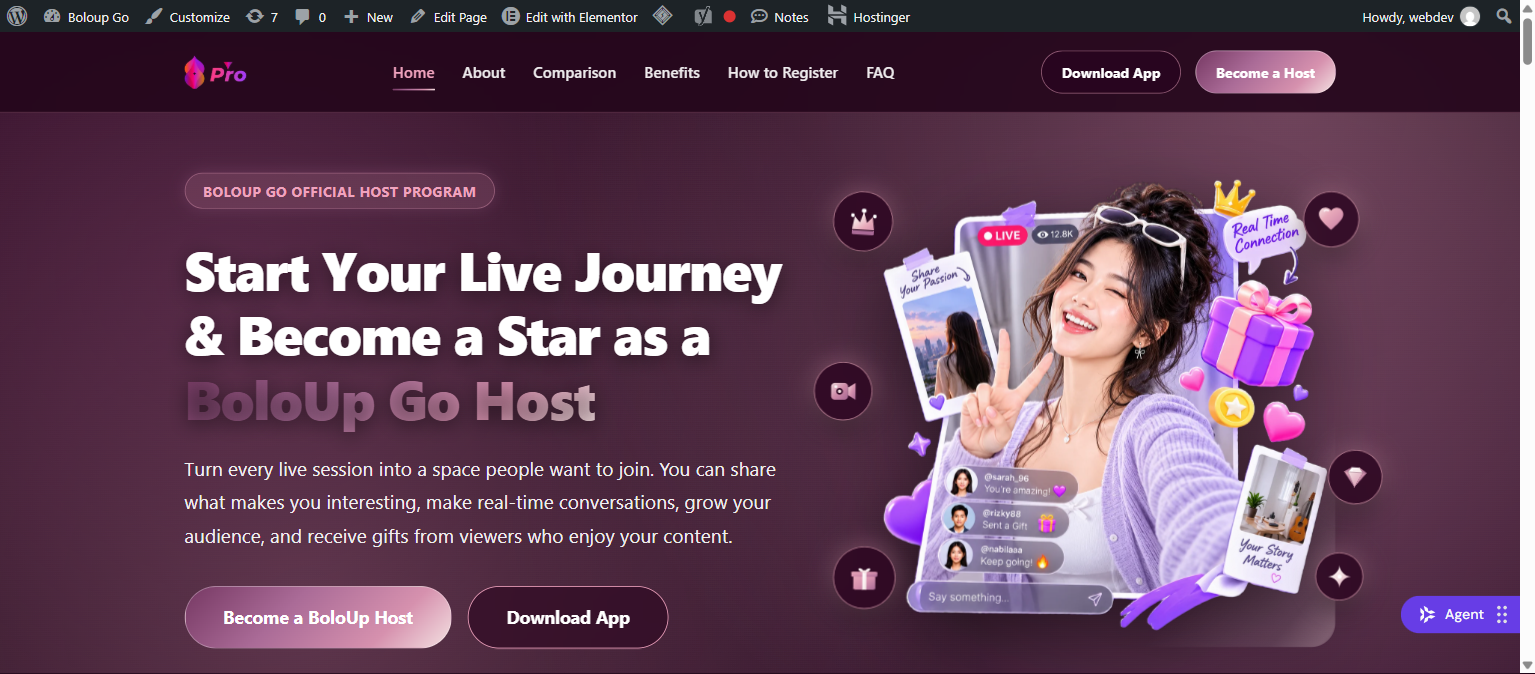 Boloup Go
Customize
7
0
New
Edit Page
Edit with Elementor
Notes
Hostinger
Howdy, webdev
Pro
Home
About
Comparison
Benefits
How to Register
FAQ
Download App
Become a Host
BOLOUP GO OFFICIAL HOST PROGRAM
Start Your Live Journey
& Become a Star as a
BoloUp Go Host
Turn every live session into a space people want to join. You can share
what makes you interesting, make real-time conversations, grow your
audience, and receive gifts from viewers who enjoy your content.
Become a BoloUp Host
Download App
LIVE
12.8K
Real Time
Connection
Share
Your Passion
@sarah_96
You're amazing! 💜
@rizky88
Sent a Gift 🎁
@nabilaaa
Keep going! 🔥
Say something...
Your Story
Matters
Agent